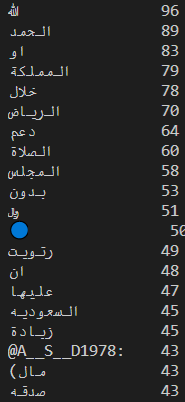 ﷲ 96
الحمد 89
او 83
المملكة 79
خلال 78
الرياض 70
دعم 64
الصلاة 60
المجلس 58
بدون 53
﷼ 51
🔵 50
رتويت 49
ان 48
عليها 47
السعوديه 45
زيادة 45
@A__S__D1978: 43
مال) 43
صدقه 43